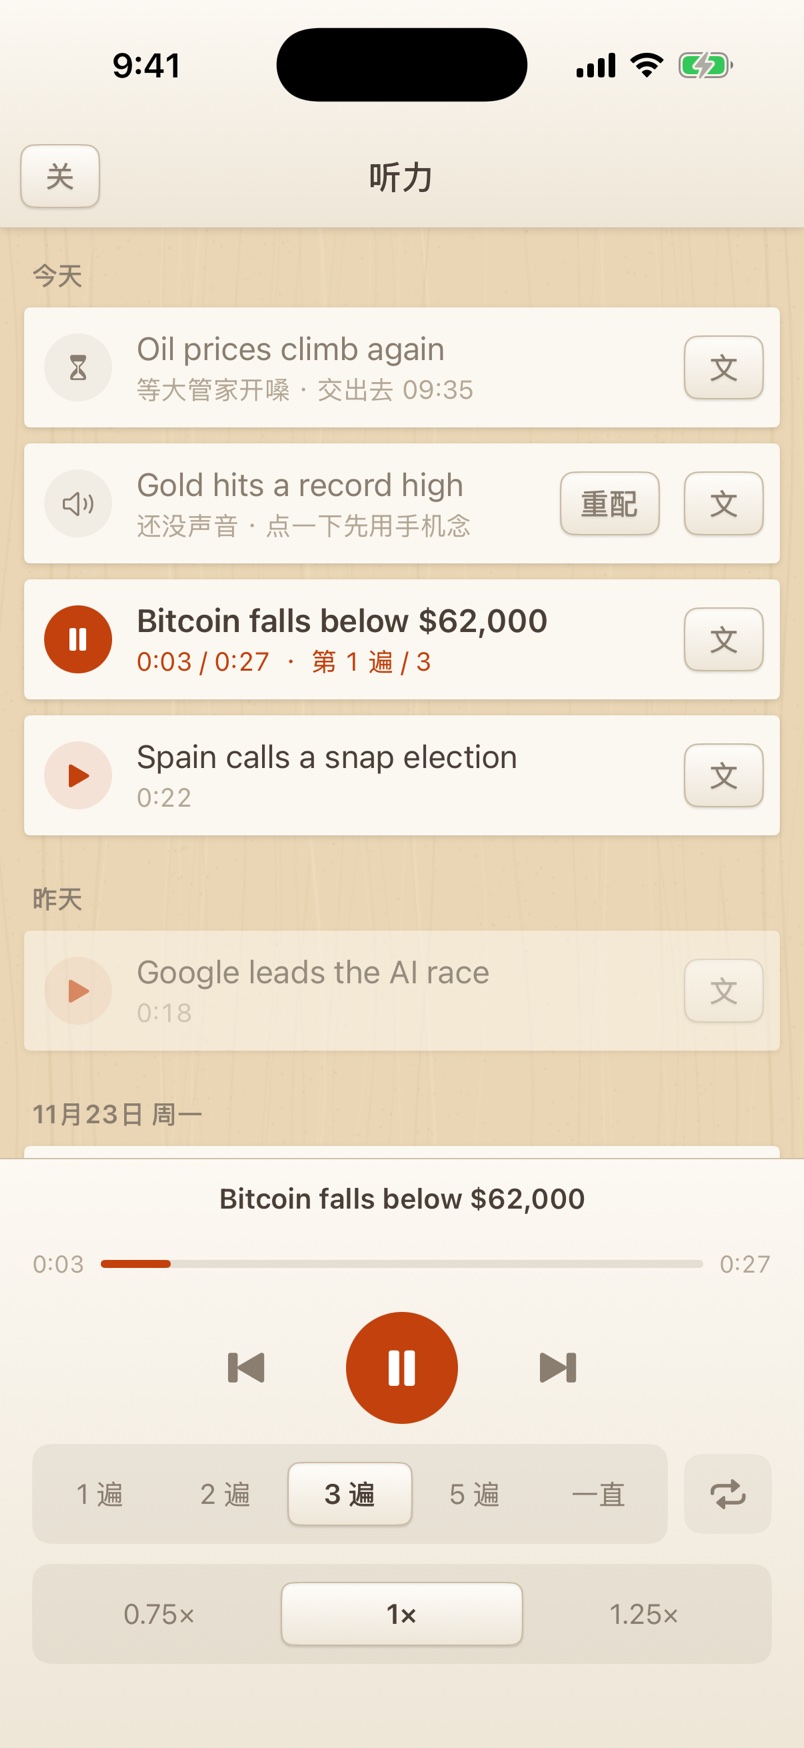 9:41
关
听力
今天
Oil prices climb again
等大管家开嗓 · 交出去 09:35
文
Gold hits a record high
还没声音 · 点一下先用手机念
重配
文
Bitcoin falls below $62,000
0:03 / 0:27 · 第 1 遍 / 3
文
Spain calls a snap election
0:22
文
昨天
Google leads the AI race
0:18
文
11月23日 周一
Bitcoin falls below $62,000
0:03
0:27
1 遍
2 遍
3 遍
5 遍
一直
0.75×
1×
1.25×